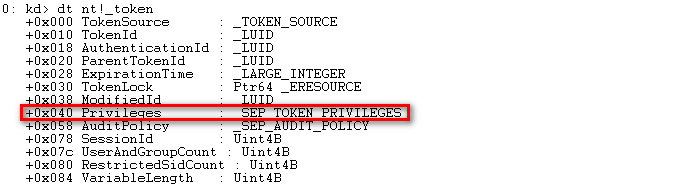 0: kd> dt nt!_token
+0x000 TokenSource : _TOKEN_SOURCE
+0x010 TokenId : _LUID
+0x018 AuthenticationId : _LUID
+0x020 ParentTokenId : _LUID
+0x028 ExpirationTime : _LARGE_INTEGER
+0x030 TokenLock : Ptr64 _ERESOURCE
+0x038 ModifiedId : _LUID
+0x040 Privileges : _SEP_TOKEN_PRIVILEGES
+0x058 AuditPolicy : _SEP_AUDIT_POLICY
+0x078 SessionId : Uint4B
+0x07c UserAndGroupCount : Uint4B
+0x080 RestrictedSidCount : Uint4B
+0x084 VariableLength : Uint4B